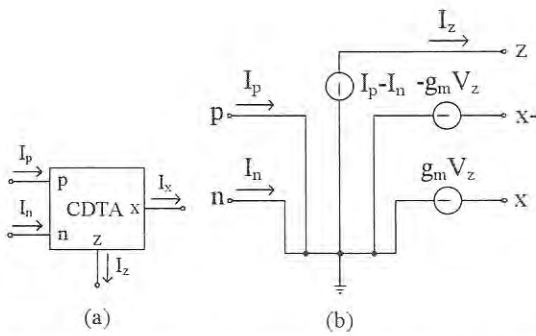 I_z
z
I_p
I_p-I_n -g_mV_z
p
x-
I_p
I_n
g_mV_z
p
I_x
n
x
I_n
CDTA x
n
z
I_z
(a)
(b)